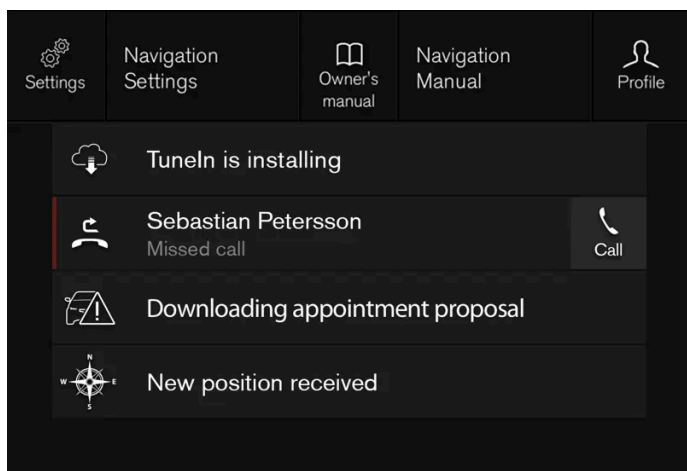 Settings
Navigation
Settings
Owner's
manual
Navigation
Manual
Profile
TuneIn is installing
Sebastian Petersson
Missed call
Call
Downloading appointment proposal
N
W
E
S
New position received